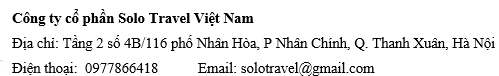 Công ty cổ phần Solo Travel Việt Nam
Địa chỉ: Tầng 2 số 4B/116 phố Nhân Hòa, P Nhân Chính, Q. Thanh Xuân, Hà Nội
Điện thoại: 0977866418 Email: solotravel@gmail.com